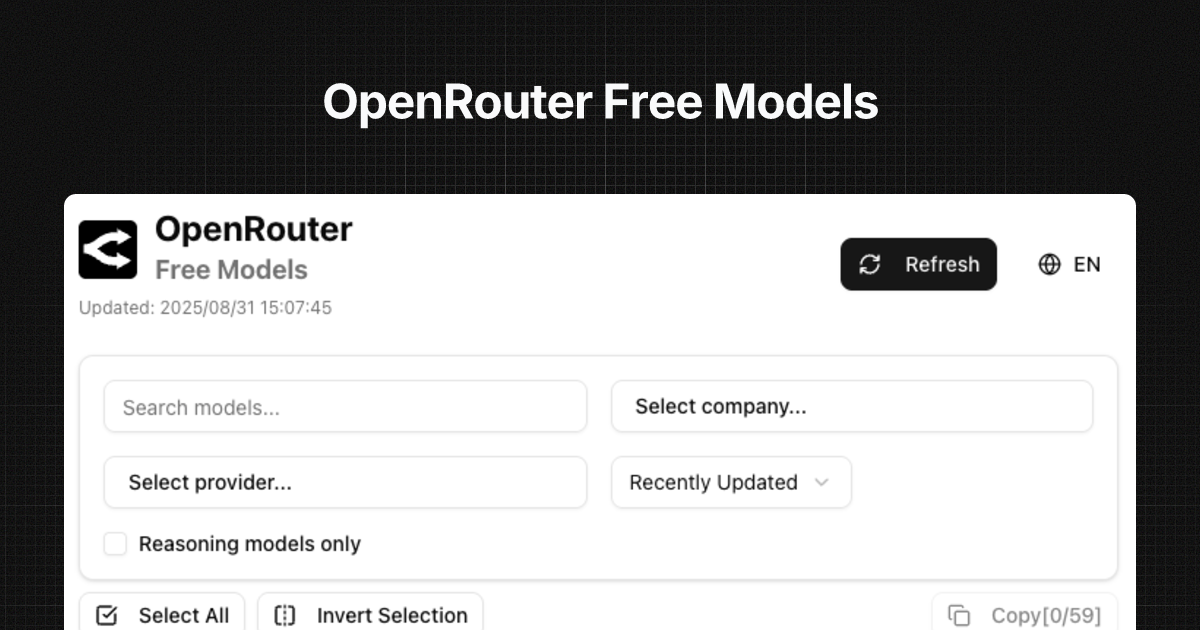 OpenRouter Free Models
OpenRouter
Free Models
Updated: 2025/08/31 15:07:45
Refresh
EN
Search models...
Select company...
Select provider...
Recently Updated
Reasoning models only
Select All
Invert Selection
Copy[0/59]